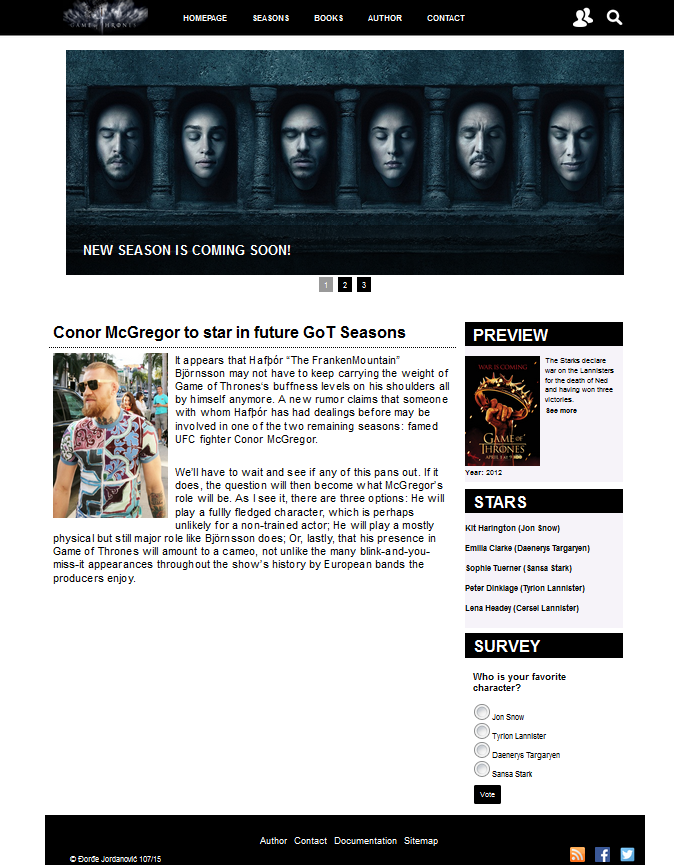 GAME OF THRONES
HOMEPAGE SEASONS BOOKS AUTHOR CONTACT
NEW SEASON IS COMING SOON!
1 2 3
Conor McGregor to star in future GoT Seasons
It appears that Hafþór “The FrankenMountain”
Björnsson may not have to keep carrying the weight of
Game of Thrones‘s buffness levels on his shoulders all
by himself anymore. A new rumor claims that someone
with whom Hafþór has had dealings before may be
involved in one of the two remaining seasons: famed
UFC fighter Conor McGregor.
We’ll have to wait and see if any of this pans out. If it
does, the question will then become what McGregor’s
role will be. As I see it, there are three options: He will
play a fullly fledged character, which is perhaps
unlikely for a non-trained actor; He will play a mostly
physical but still major role like Björnsson does; Or, lastly, that his presence in
Game of Thrones will amount to a cameo, not unlike the many blink-and-you-
miss-it appearances throughout the show’s history by European bands the
producers enjoy.
PREVIEW
WAR IS COMING
GAME OF
THRONES
The Starks declare
war on the Lannisters
for the death of Ned
and having won three
victories.
See more
Year: 2012
STARS
Kit Harington (Jon Snow)
Emilia Clarke (Daenerys Targaryen)
Sophie Tuerner (Sansa Stark)
Peter Dinklage (Tyrion Lannister)
Lena Headey (Cersei Lannister)
SURVEY
Who is your favorite
character?
Jon Snow
Tyrion Lannister
Daenerys Targaryen
Sansa Stark
Vote
Author Contact Documentation Sitemap
© Đorđe Jordanović 107/15